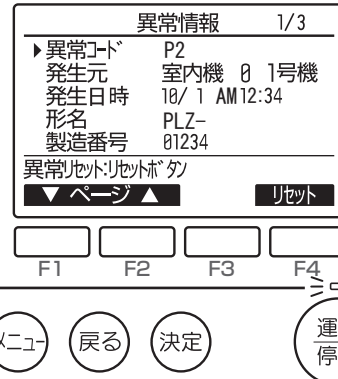 異常情報 1/3
▶異常コード P2
発生元 室内機 0 1号機
発生日時 10/ 1 AM12:34
形名 PLZ-
製造番号 01234
異常リセット:リセットボタン
▼ ページ ▲ リセット
F1 F2 F3 F4
メニュー 戻る 決定 運
停